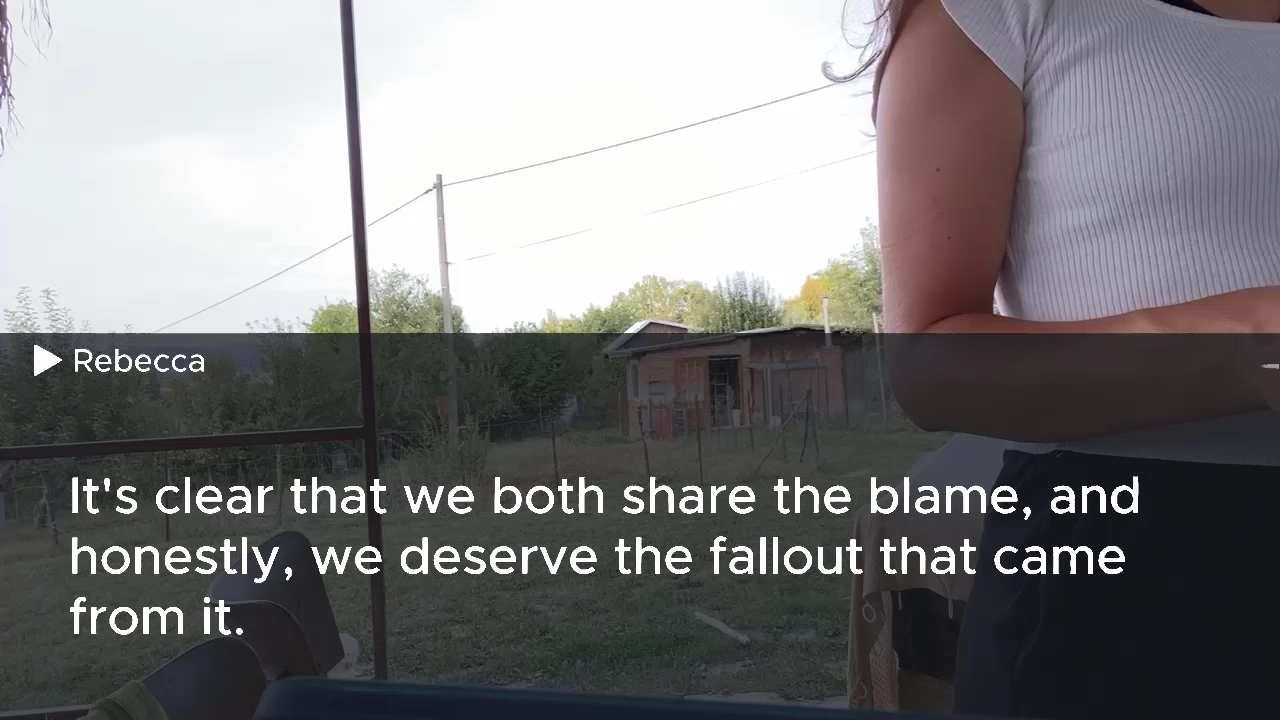 Rebecca
It's clear that we both share the blame, and
honestly, we deserve the fallout that came
from it.